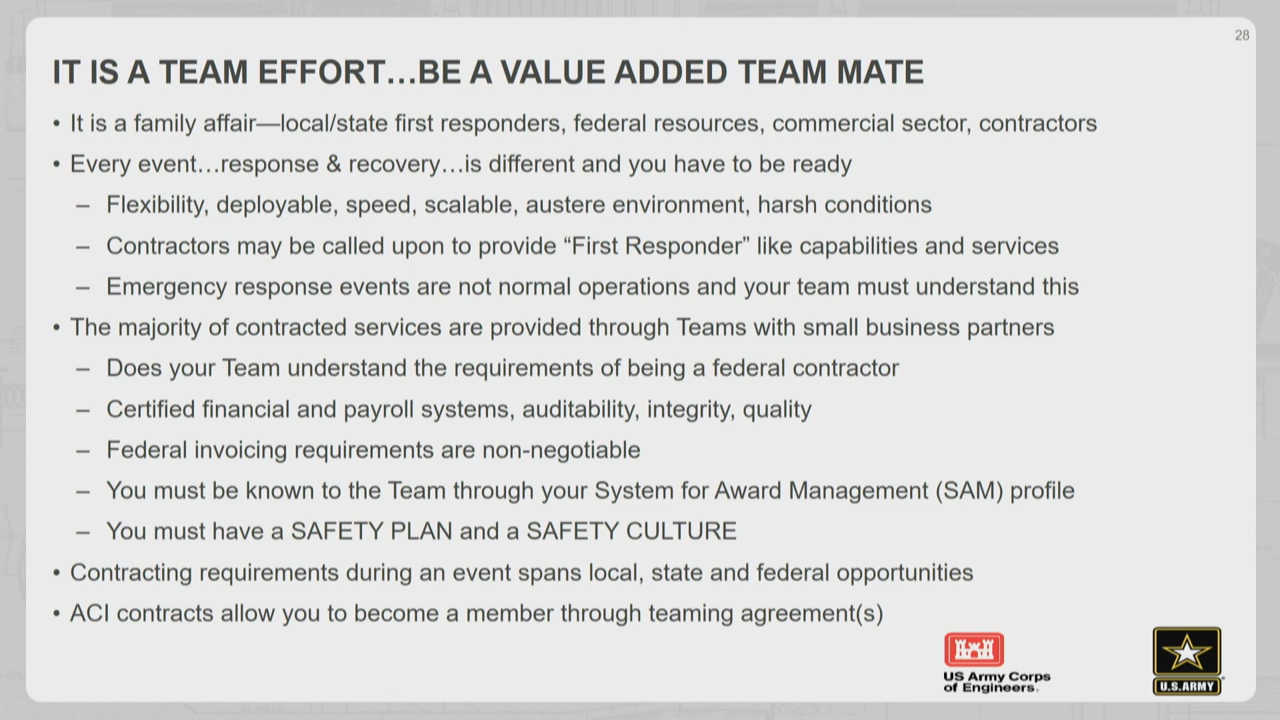 28
IT IS A TEAM EFFORT…BE A VALUE ADDED TEAM MATE
• It is a family affair—local/state first responders, federal resources, commercial sector, contractors
• Every event…response & recovery…is different and you have to be ready
– Flexibility, deployable, speed, scalable, austere environment, harsh conditions
– Contractors may be called upon to provide “First Responder” like capabilities and services
– Emergency response events are not normal operations and your team must understand this
• The majority of contracted services are provided through Teams with small business partners
– Does your Team understand the requirements of being a federal contractor
– Certified financial and payroll systems, auditability, integrity, quality
– Federal invoicing requirements are non-negotiable
– You must be known to the Team through your System for Award Management (SAM) profile
– You must have a SAFETY PLAN and a SAFETY CULTURE
• Contracting requirements during an event spans local, state and federal opportunities
• ACI contracts allow you to become a member through teaming agreement(s)
US Army Corps
of Engineers.
U.S.ARMY